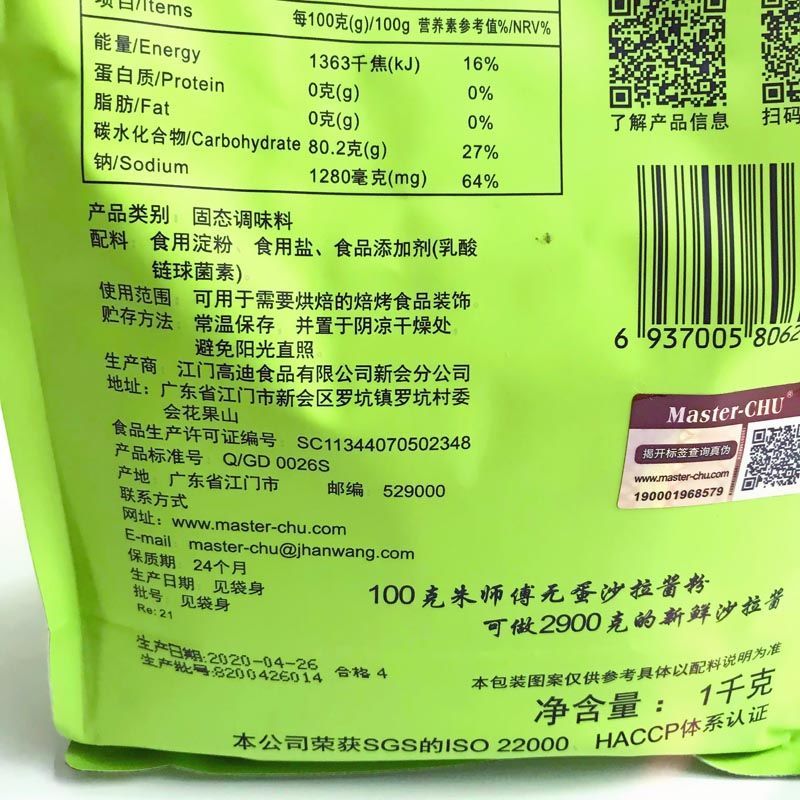 项目/Items
每100克(g)/100g 营养素参考值%/NRV%
能量/Energy 1363千焦(kJ) 16%
蛋白质/Protein 0克(g) 0%
脂肪/Fat 0克(g) 0%
碳水化合物/Carbohydrate 80.2克(g) 27%
钠/Sodium 1280毫克(mg) 64%
了解产品信息
扫码
产品类别 固态调味料
配料 食用淀粉、食用盐、食品添加剂(乳酸
链球菌素)
使用范围 可用于需要烘焙的焙烤食品装饰
贮存方法 常温保存 并置于阴凉干燥处
避免阳光直照
生产商 江门高迪食品有限公司新会分公司
地址：广东省江门市新会区罗坑镇罗坑村委
会花果山
食品生产许可证编号 SC11344070502348
产品标准号 Q/GD 0026S
产地 广东省江门市 邮编 529000
联系方式
网址：www.master-chu.com
E-mail master-chu@jhanwang.com
保质期 24个月
生产日期 见袋身
批号 见袋身
Re: 21
6 937005 8062
Master-CHU®
揭开标签查询真伪
www.master-chu.com
190001968579
100克朱师傅无蛋沙拉酱粉
可做2900克的新鲜沙拉酱
生产日期:2020-04-26 合格 4
生产批号:8200426014
本包装图案仅供参考具体以配料说明为准
净含量： 1千克
本公司荣获SGS的ISO 22000 HACCP体系认证